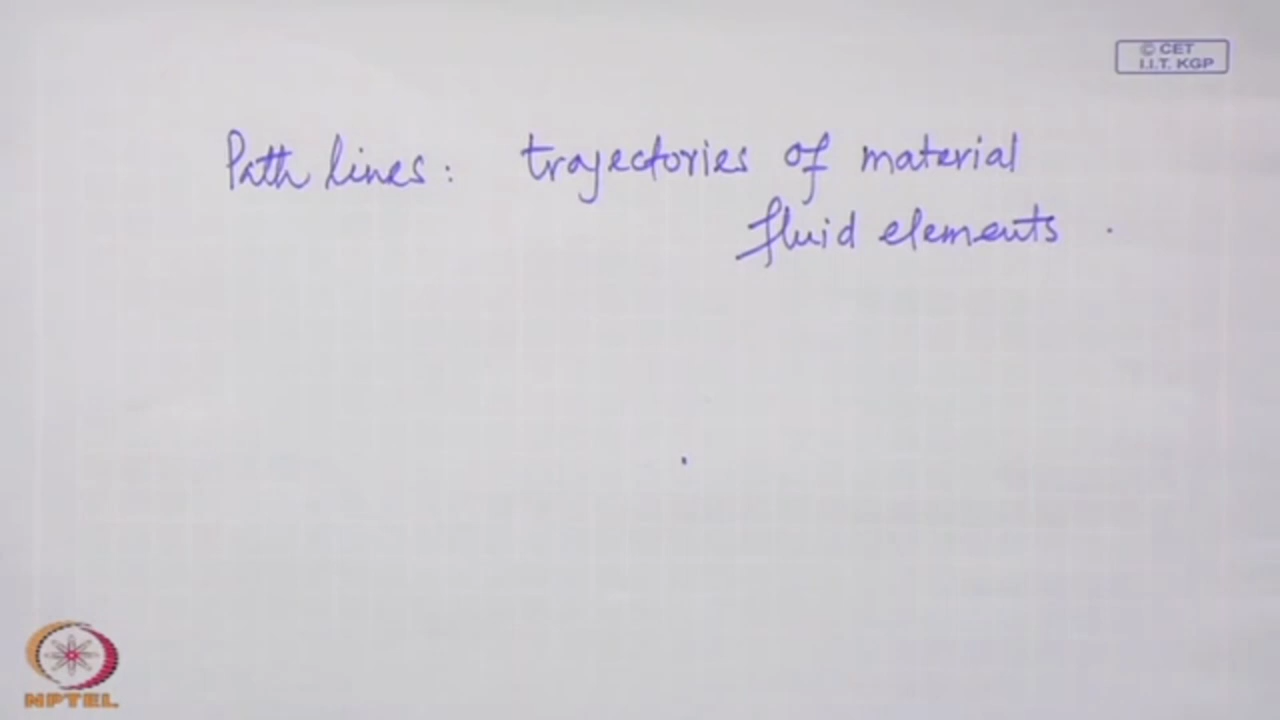 © CET
I.I.T. KGP
Path lines: trajectories of material
fluid elements.
NPTEL